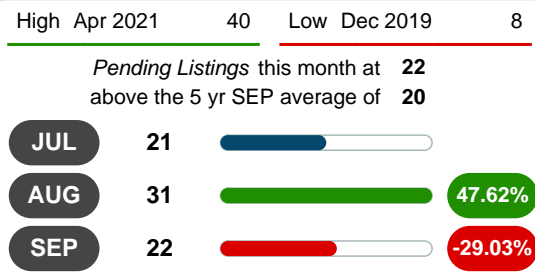 High Apr 2021 40 Low Dec 2019 8
Pending Listings this month at 22
above the 5 yr SEP average of 20
JUL 21
AUG 31 47.62%
SEP 22 -29.03%